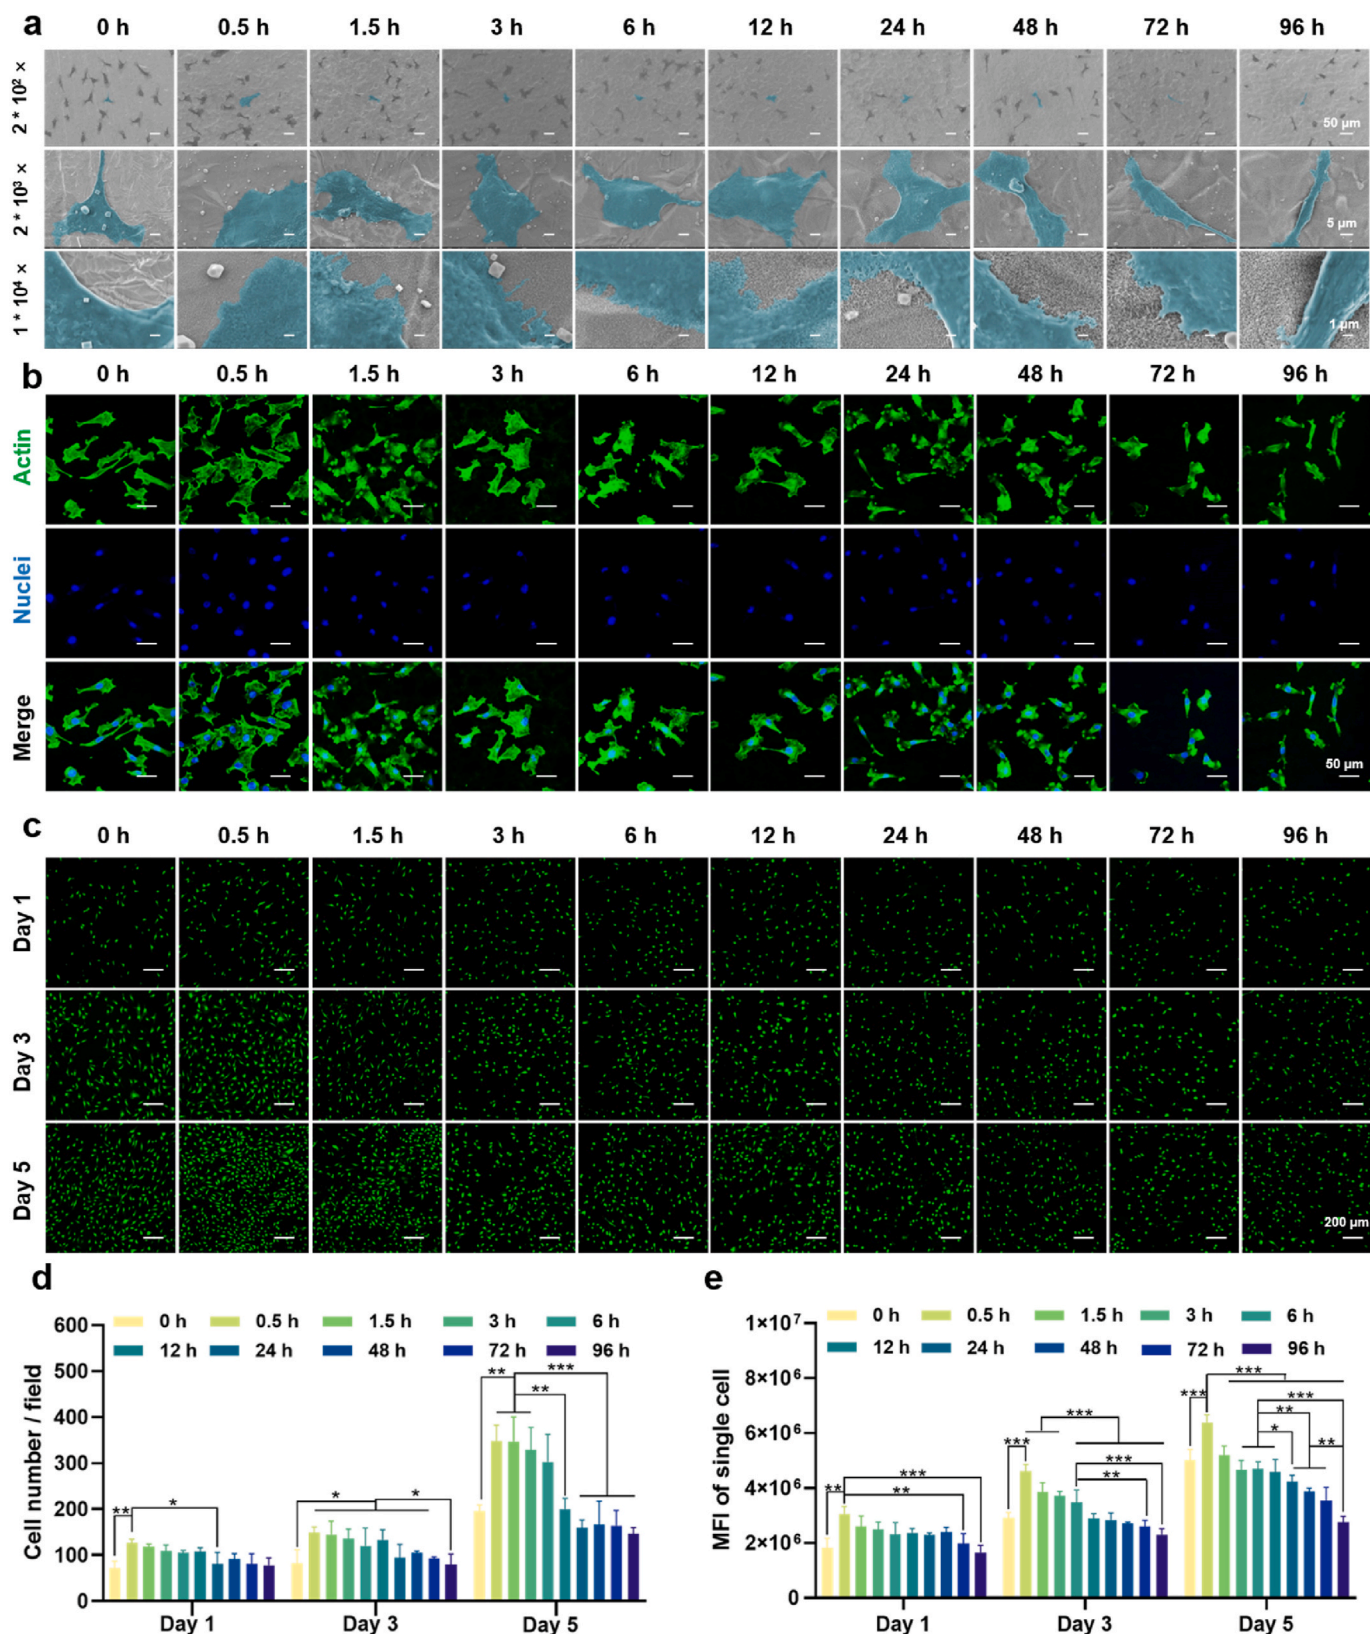 a
0 h 0.5 h 1.5 h 3 h 6 h 12 h 24 h 48 h 72 h 96 h
2 * 10² ×
50 μm
2 * 10³ ×
5 μm
1 * 10⁴ ×
1 μm
b
0 h 0.5 h 1.5 h 3 h 6 h 12 h 24 h 48 h 72 h 96 h
Actin
Nuclei
Merge
50 μm
c
0 h 0.5 h 1.5 h 3 h 6 h 12 h 24 h 48 h 72 h 96 h
Day 1
Day 3
Day 5
200 μm
d
0 h 0.5 h 1.5 h 3 h 6 h
12 h 24 h 48 h 72 h 96 h
Cell number / field
600
500
400
300
200
100
0
** *
* *
** *** **
Day 1 Day 3 Day 5
e
0 h 0.5 h 1.5 h 3 h 6 h
12 h 24 h 48 h 72 h 96 h
MFI of single cell
1×10⁷
8×10⁶
6×10⁶
4×10⁶
2×10⁶
0
** *** **
*** *** *** **
*** *** *** ** * **
Day 1 Day 3 Day 5